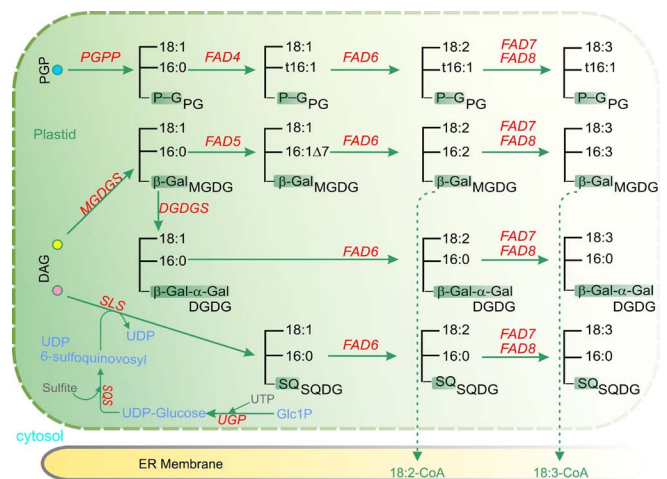 PGP PGPP 18:1 FAD4 18:1 FAD6 18:2 FAD7 18:3
16:0 t16:1 t16:1 FAD8 t16:1
P–G PG P–G PG P–G PG P–G PG
Plastid
18:1 FAD5 18:1 FAD6 18:2 FAD7 18:3
16:0 16:1Δ7 16:2 FAD8 16:3
MGDGS β-Gal MGDG β-Gal MGDG β-Gal MGDG β-Gal MGDG
DGDGS
DAG 18:1 FAD6 18:2 FAD7 18:3
16:0 16:0 FAD8 16:0
β-Gal-α-Gal β-Gal-α-Gal β-Gal-α-Gal
DGDG DGDG DGDG
SLS
UDP UDP
6-sulfoquinovosyl
18:1 FAD6 18:2 FAD7 18:3
16:0 16:0 FAD8 16:0
SQ SQDG SQ SQDG SQ SQDG
Sulfite SQS UTP
UDP-Glucose UGP Glc1P
cytosol
ER Membrane 18:2-CoA 18:3-CoA